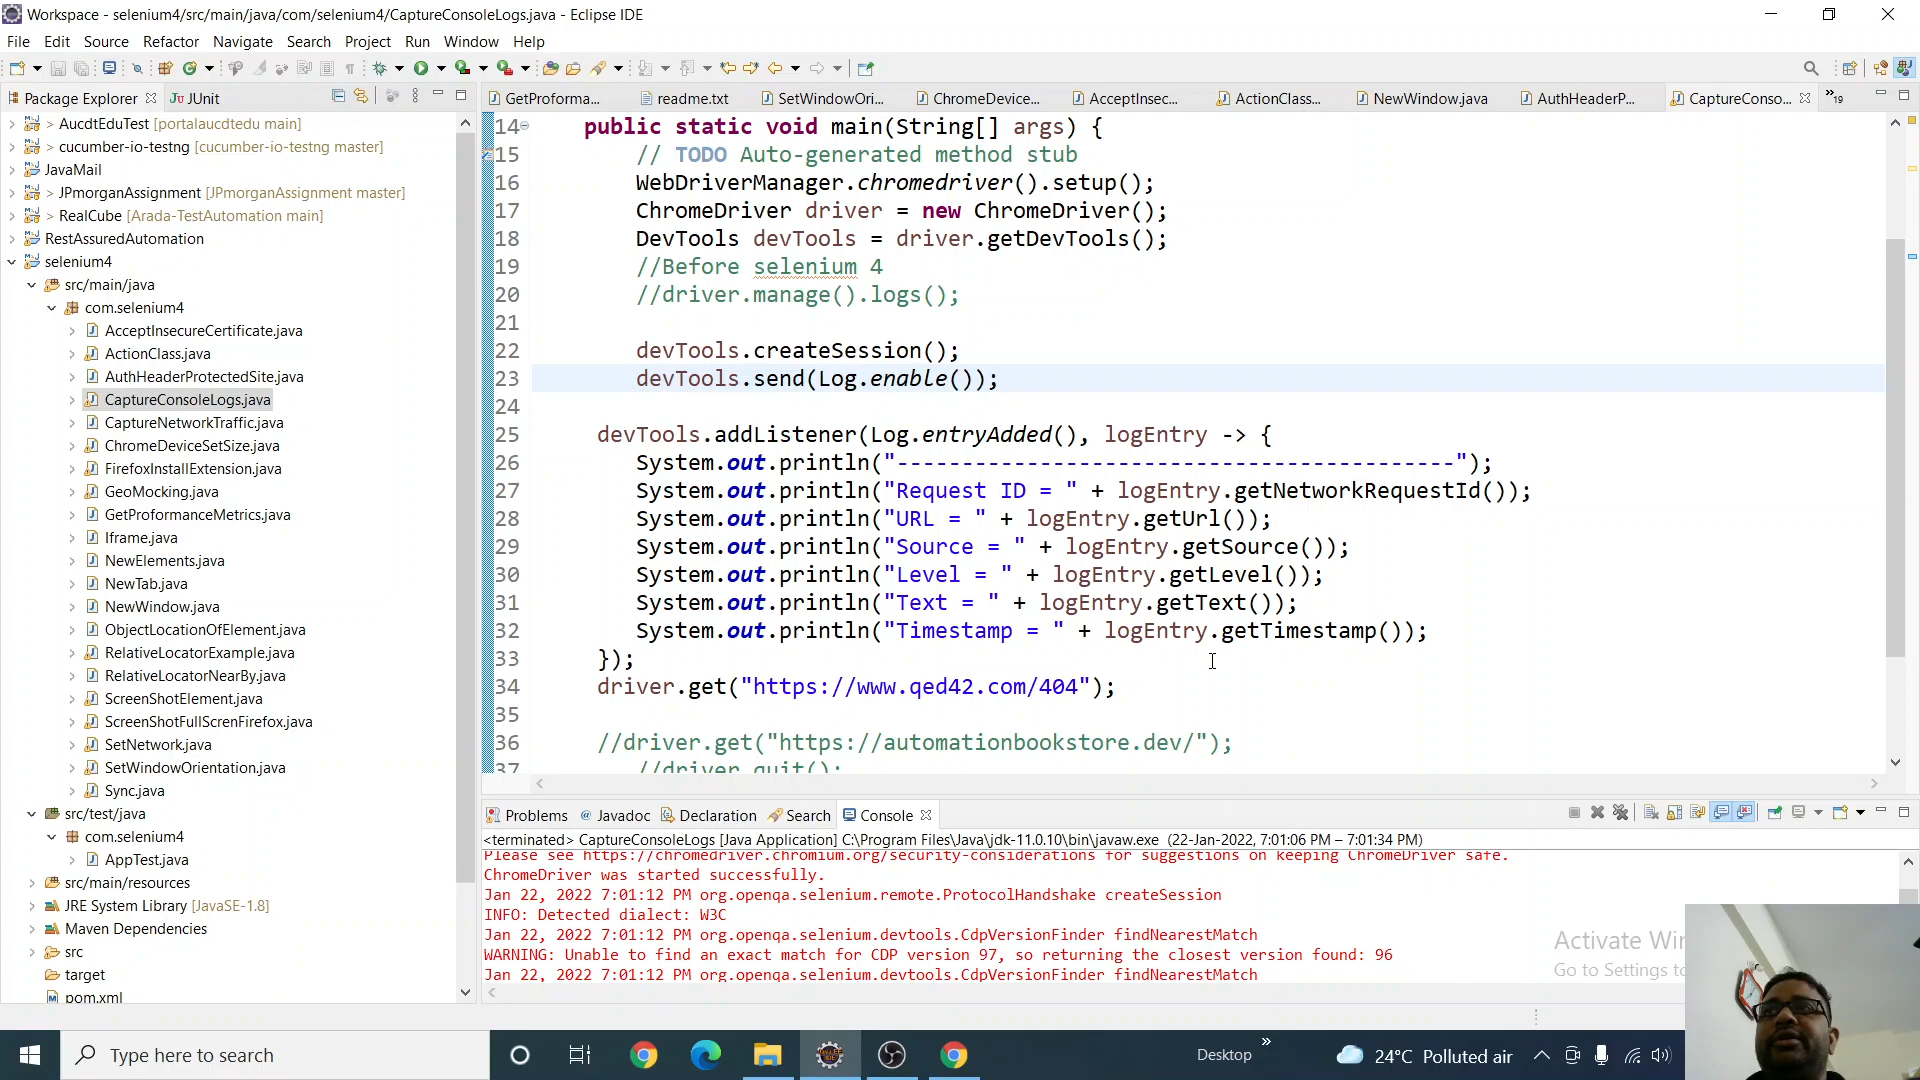 Workspace - selenium4/src/main/java/com/selenium4/CaptureConsoleLogs.java - Eclipse IDE
File Edit Source Refactor Navigate Search Project Run Window Help
Package Explorer JUnit
GetProforma... readme.txt SetWindowOri... ChromeDevice... AcceptInsec... ActionClass... NewWindow.java AuthHeaderP... CaptureConso... »19
> AucdtEduTest [portalaucdtedu main]
> cucumber-io-testng [cucumber-io-testng master]
JavaMail
> JPmorganAssignment [JPmorganAssignment master]
> RealCube [Arada-TestAutomation main]
RestAssuredAutomation
selenium4
src/main/java
com.selenium4
AcceptInsecureCertificate.java
ActionClass.java
AuthHeaderProtectedSite.java
CaptureConsoleLogs.java
CaptureNetworkTraffic.java
ChromeDeviceSetSize.java
FirefoxInstallExtension.java
GeoMocking.java
GetProformanceMetrics.java
Iframe.java
NewElements.java
NewTab.java
NewWindow.java
ObjectLocationOfElement.java
RelativeLocatorExample.java
RelativeLocatorNearBy.java
ScreenShotElement.java
ScreenShotFullScrenFirefox.java
SetNetwork.java
SetWindowOrientation.java
Sync.java
src/test/java
com.selenium4
AppTest.java
src/main/resources
JRE System Library [JavaSE-1.8]
Maven Dependencies
src
target
pom.xml
14 public static void main(String[] args) {
15 // TODO Auto-generated method stub
16 WebDriverManager.chromedriver().setup();
17 ChromeDriver driver = new ChromeDriver();
18 DevTools devTools = driver.getDevTools();
19 //Before selenium 4
20 //driver.manage().logs();
21
22 devTools.createSession();
23 devTools.send(Log.enable());
24
25 devTools.addListener(Log.entryAdded(), logEntry -> {
26 System.out.println("-------------------------------------------");
27 System.out.println("Request ID = " + logEntry.getNetworkRequestId());
28 System.out.println("URL = " + logEntry.getUrl());
29 System.out.println("Source = " + logEntry.getSource());
30 System.out.println("Level = " + logEntry.getLevel());
31 System.out.println("Text = " + logEntry.getText());
32 System.out.println("Timestamp = " + logEntry.getTimestamp());
33 });
34 driver.get("https://www.qed42.com/404");
35
36 //driver.get("https://automationbookstore.dev/");
37 //driver.quit();
Problems Javadoc Declaration Search Console
<terminated> CaptureConsoleLogs [Java Application] C:\Program Files\Java\jdk-11.0.10\bin\javaw.exe (22-Jan-2022, 7:01:06 PM – 7:01:34 PM)
Please see https://chromedriver.chromium.org/security-considerations for suggestions on keeping ChromeDriver safe.
ChromeDriver was started successfully.
Jan 22, 2022 7:01:12 PM org.openqa.selenium.remote.ProtocolHandshake createSession
INFO: Detected dialect: W3C
Jan 22, 2022 7:01:12 PM org.openqa.selenium.devtools.CdpVersionFinder findNearestMatch
WARNING: Unable to find an exact match for CDP version 97, so returning the closest version found: 96
Jan 22, 2022 7:01:12 PM org.openqa.selenium.devtools.CdpVersionFinder findNearestMatch
Activate Wi
Go to Settings t
Type here to search
Desktop »
24°C Polluted air